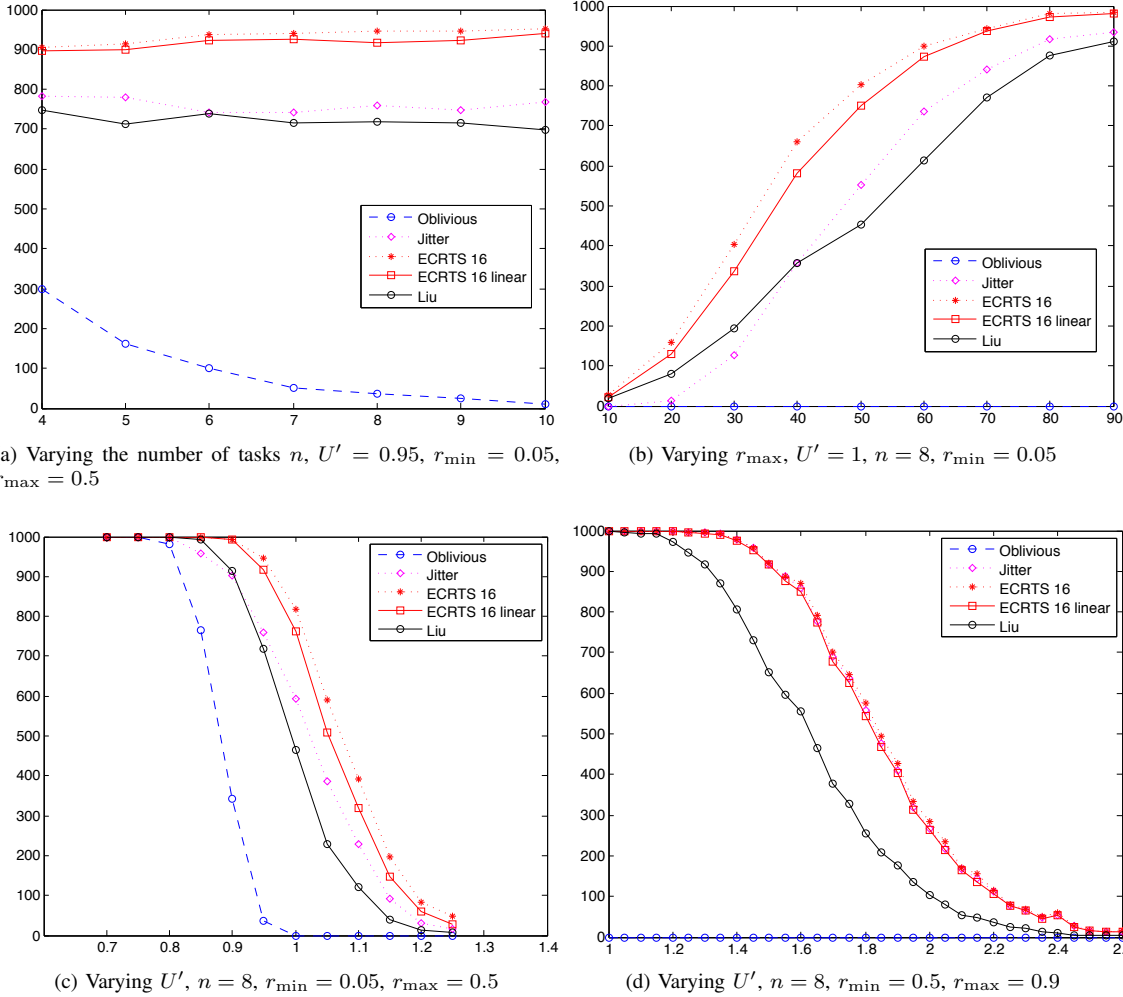 1000
900
800
700
600
500
400
300
200
100
0
4 5 6 7 8 9 10
Oblivious
Jitter
ECRTS 16
ECRTS 16 linear
Liu
a) Varying the number of tasks n, U′ = 0.95, rmin = 0.05,
rmax = 0.5
1000
900
800
700
600
500
400
300
200
100
0
10 20 30 40 50 60 70 80 90
Oblivious
Jitter
ECRTS 16
ECRTS 16 linear
Liu
(b) Varying rmax, U′ = 1, n = 8, rmin = 0.05
1000
900
800
700
600
500
400
300
200
100
0
0.7 0.8 0.9 1 1.1 1.2 1.3 1.4
Oblivious
Jitter
ECRTS 16
ECRTS 16 linear
Liu
(c) Varying U′, n = 8, rmin = 0.05, rmax = 0.5
1000
900
800
700
600
500
400
300
200
100
0
1 1.2 1.4 1.6 1.8 2 2.2 2.4
Oblivious
Jitter
ECRTS 16
ECRTS 16 linear
Liu
(d) Varying U′, n = 8, rmin = 0.5, rmax = 0.9